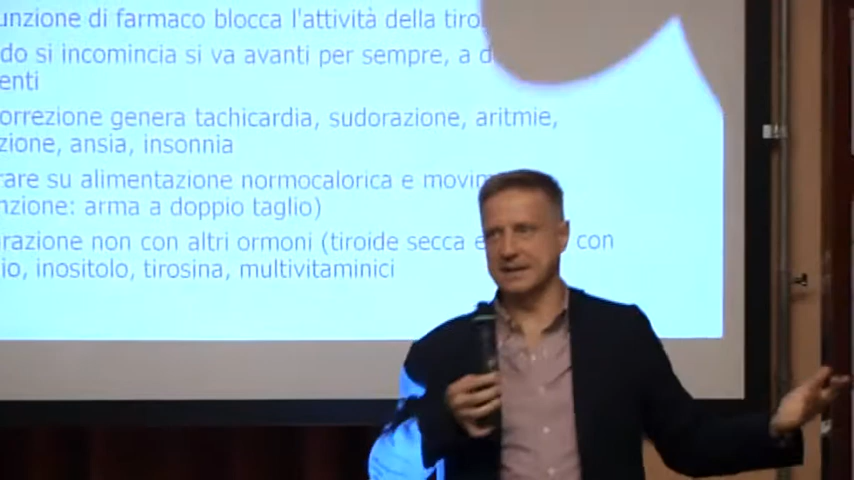 unzione di farmaco blocca l'attività della tiro
do si incomincia si va avanti per sempre, a d
enti
orrezione genera tachicardia, sudorazione, aritmie,
zione, ansia, insonnia
rare su alimentazione normocalorica e movim
nzione: arma a doppio taglio)
razione non con altri ormoni (tiroide secca e con
io, inositolo, tirosina, multivitaminici